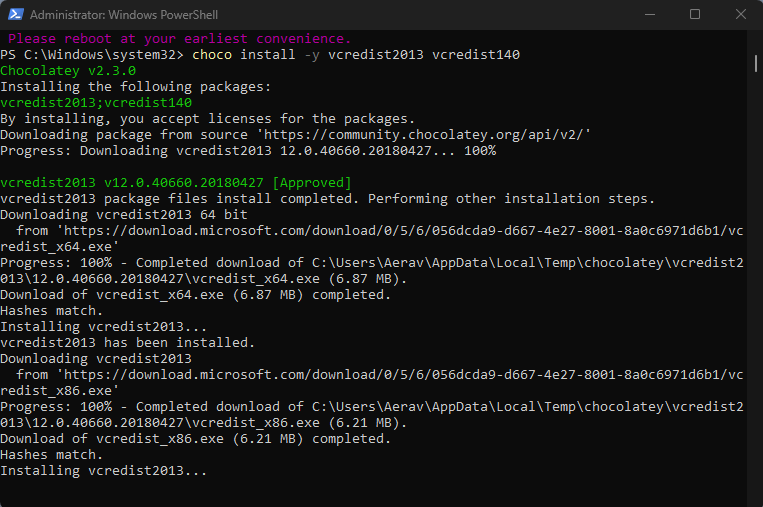 Administrator: Windows PowerShell
Please reboot at your earliest convenience.
PS C:\Windows\system32> choco install -y vcredist2013 vcredist140
Chocolatey v2.3.0
Installing the following packages:
vcredist2013;vcredist140
By installing, you accept licenses for the packages.
Downloading package from source 'https://community.chocolatey.org/api/v2/'
Progress: Downloading vcredist2013 12.0.40660.20180427... 100%
vcredist2013 v12.0.40660.20180427 [Approved]
vcredist2013 package files install completed. Performing other installation steps.
Downloading vcredist2013 64 bit
  from 'https://download.microsoft.com/download/0/5/6/056dcda9-d667-4e27-8001-8a0c6971d6b1/vc
redist_x64.exe'
Progress: 100% - Completed download of C:\Users\Aerav\AppData\Local\Temp\chocolatey\vcredist2
013\12.0.40660.20180427\vcredist_x64.exe (6.87 MB).
Download of vcredist_x64.exe (6.87 MB) completed.
Hashes match.
Installing vcredist2013...
vcredist2013 has been installed.
Downloading vcredist2013
  from 'https://download.microsoft.com/download/0/5/6/056dcda9-d667-4e27-8001-8a0c6971d6b1/vc
redist_x86.exe'
Progress: 100% - Completed download of C:\Users\Aerav\AppData\Local\Temp\chocolatey\vcredist2
013\12.0.40660.20180427\vcredist_x86.exe (6.21 MB).
Download of vcredist_x86.exe (6.21 MB) completed.
Hashes match.
Installing vcredist2013...